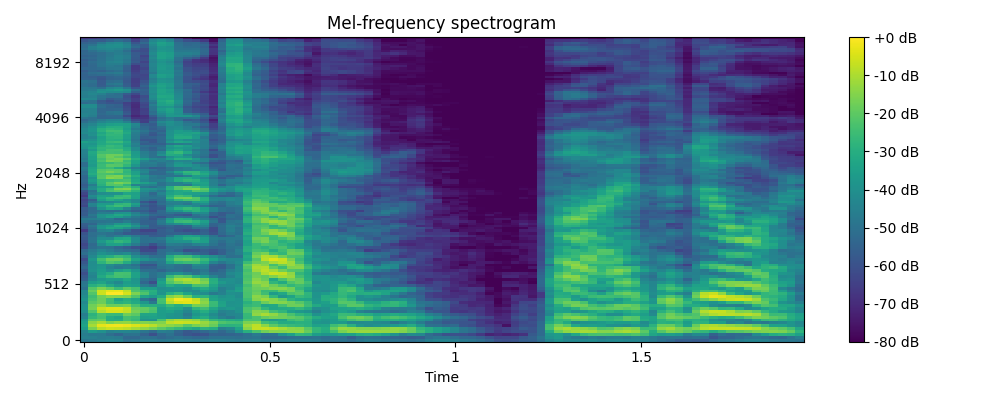 Mel-frequency spectrogram
Hz
8192
4096
2048
1024
512
0
0
0.5
1
1.5
Time
+0 dB
-10 dB
-20 dB
-30 dB
-40 dB
-50 dB
-60 dB
-70 dB
-80 dB